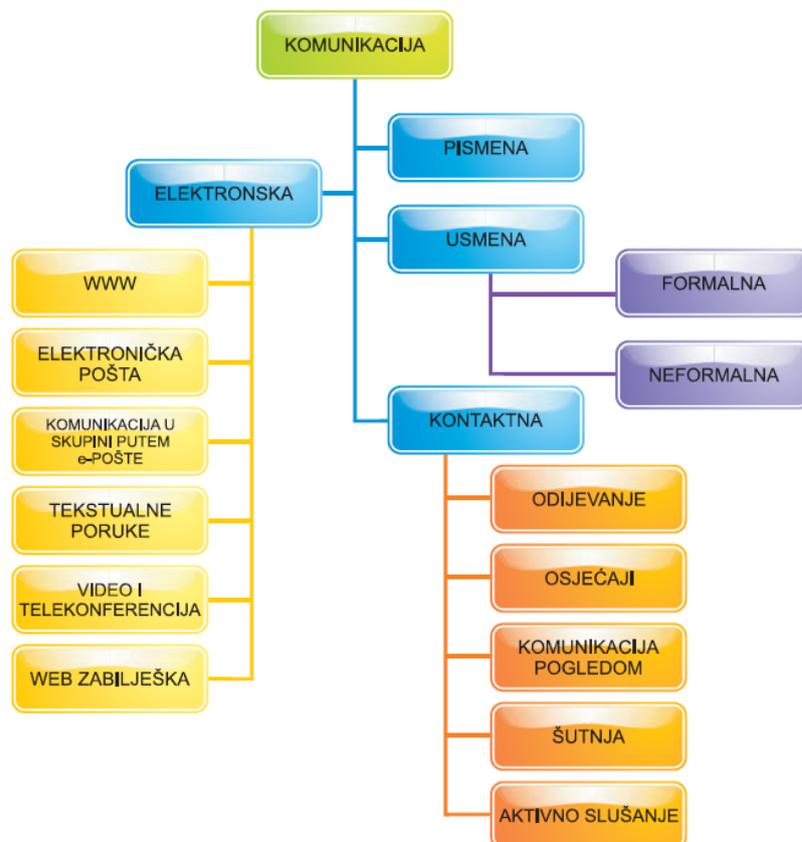 KOMUNIKACIJA
PISMENA
ELEKTRONSKA
USMENA
WWW
FORMALNA
ELEKTRONIČKA
POŠTA
NEFORMALNA
KONTAKTNA
KOMUNIKACIJA U
SKUPINI PUTEM
e-POŠTE
ODIJEVANJE
TEKSTUALNE
PORUKE
OSJEĆAJI
VIDEO I
TELEKONFERENCIJA
KOMUNIKACIJA
POGLEDOM
WEB ZABILJEŠKA
ŠUTNJA
AKTIVNO SLUŠANJE